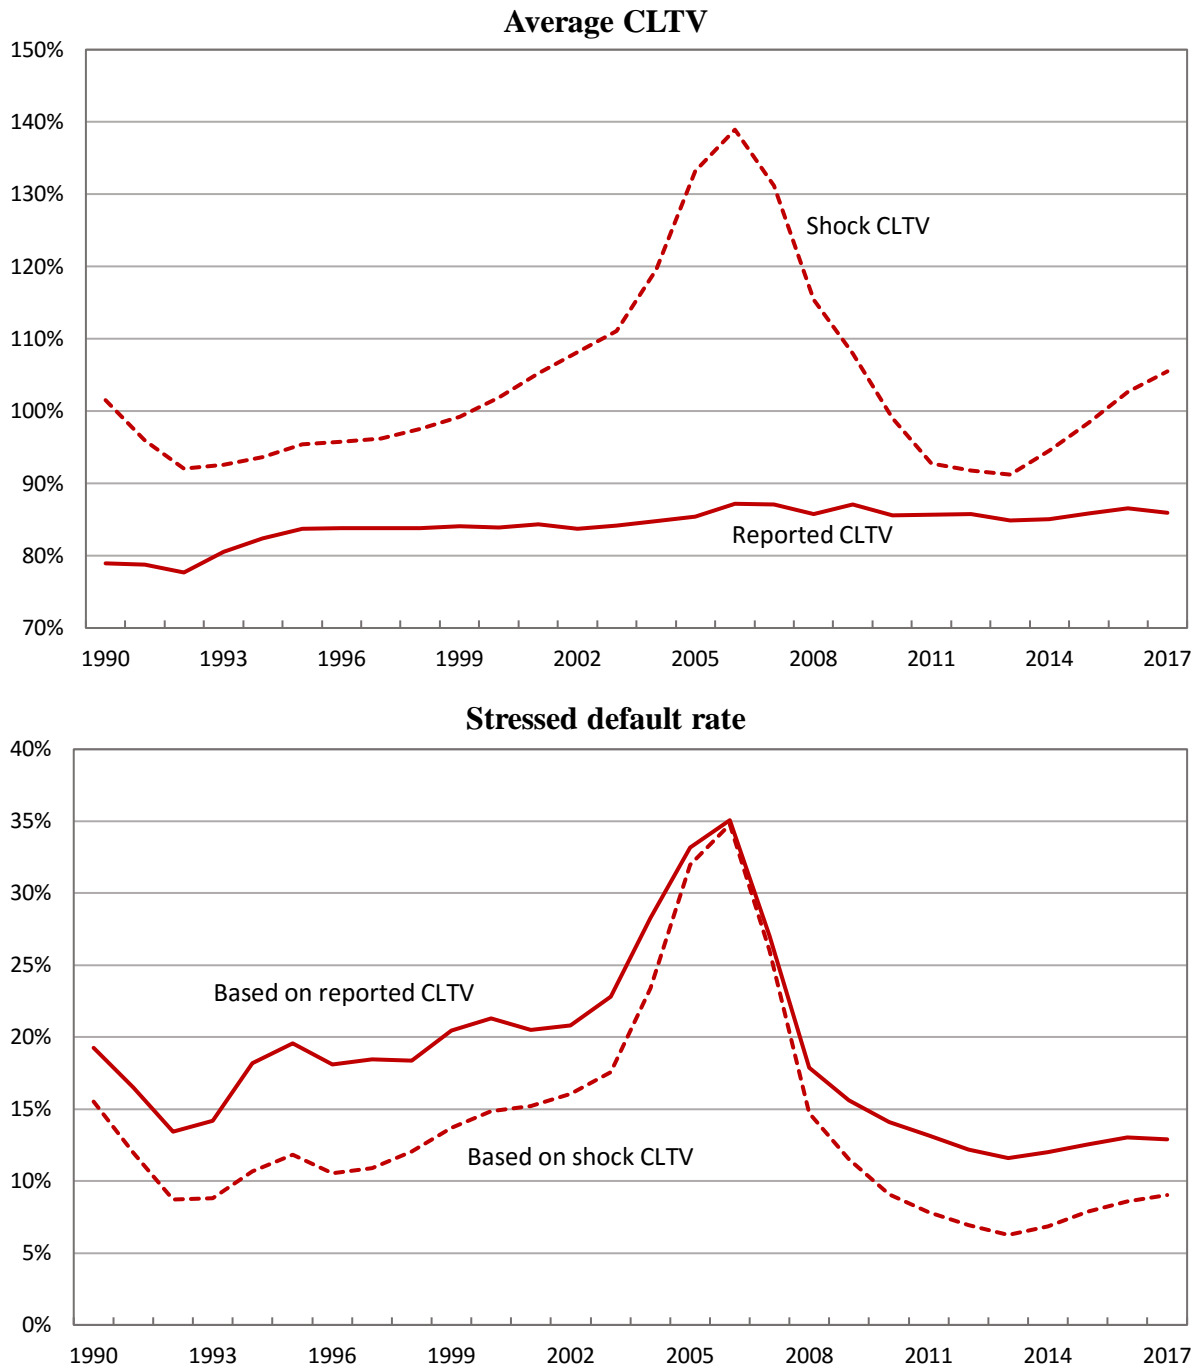 Average CLTV
150%
140%
130%
120%
110%
100%
90%
80%
70%
Shock CLTV
Reported CLTV
1990 1993 1996 1999 2002 2005 2008 2011 2014 2017
Stressed default rate
40%
35%
30%
25%
20%
15%
10%
5%
0%
Based on reported CLTV
Based on shock CLTV
1990 1993 1996 1999 2002 2005 2008 2011 2014 2017